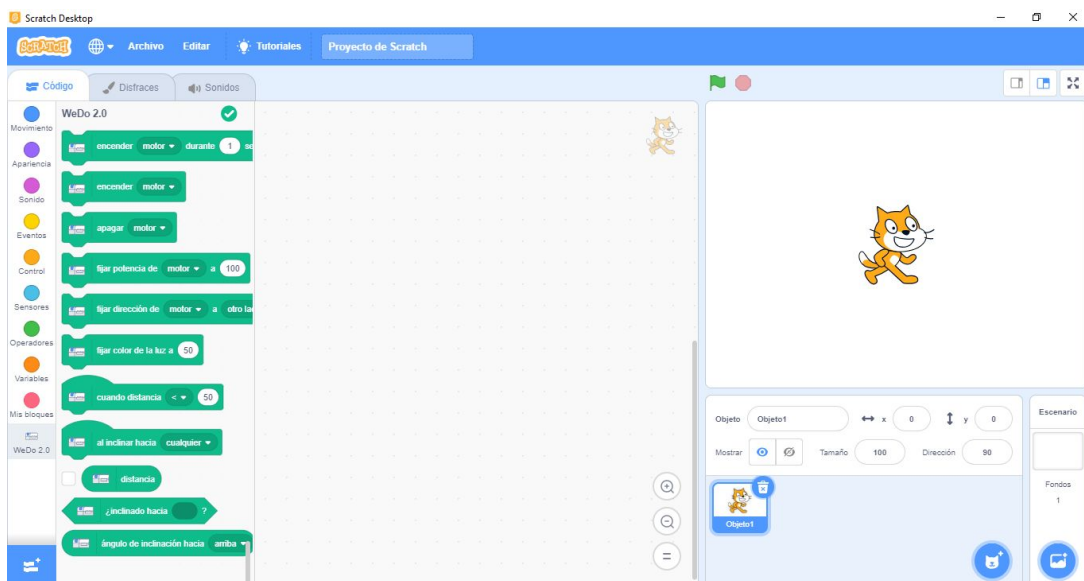 Scratch Desktop
SCRATCH Archivo Editar Tutoriales Proyecto de Scratch
Código Disfraces Sonidos
Movimiento
Apariencia
Sonido
Eventos
Control
Sensores
Operadores
Variables
Mis bloques
WeDo 2.0
WeDo 2.0
encender motor durante 1 se
encender motor
apagar motor
fijar potencia de motor a 100
fijar dirección de motor a otro la
fijar color de la luz a 50
cuando distancia < 50
al inclinar hacia cualquier
distancia
¿inclinado hacia ?
ángulo de inclinación hacia arriba
Objeto Objeto1 x 0 y 0
Mostrar Tamaño 100 Dirección 90
Objeto1
Escenario
Fondos
1